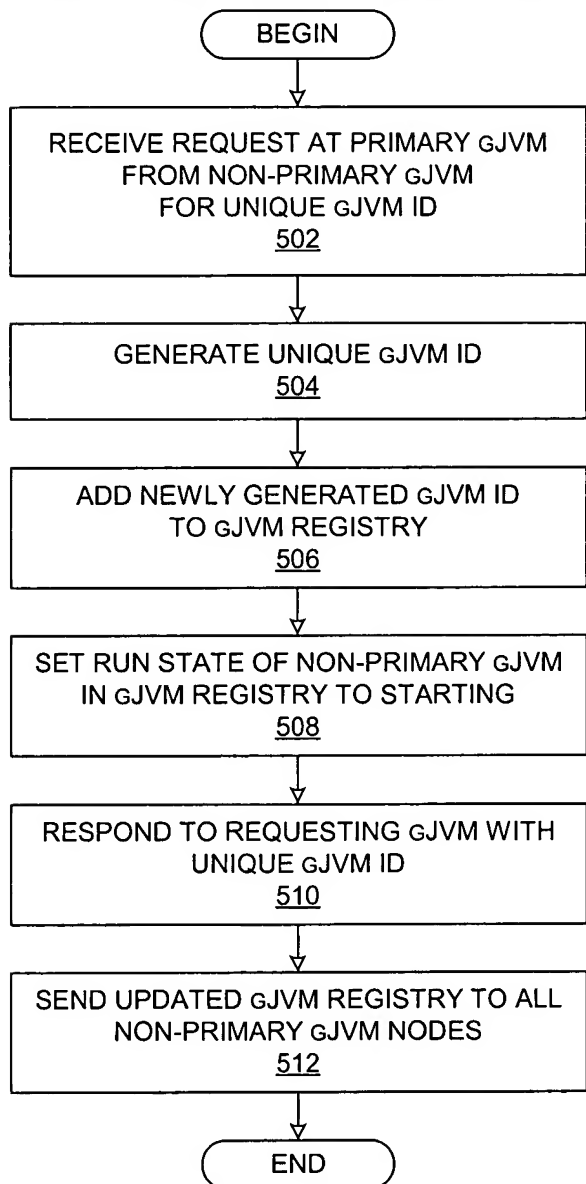 BEGIN
RECEIVE REQUEST AT PRIMARY GJVM
FROM NON-PRIMARY GJVM
FOR UNIQUE GJVM ID
502
GENERATE UNIQUE GJVM ID
504
ADD NEWLY GENERATED GJVM ID
TO GJVM REGISTRY
506
SET RUN STATE OF NON-PRIMARY GJVM
IN GJVM REGISTRY TO STARTING
508
RESPOND TO REQUESTING GJVM WITH
UNIQUE GJVM ID
510
SEND UPDATED GJVM REGISTRY TO ALL
NON-PRIMARY GJVM NODES
512
END